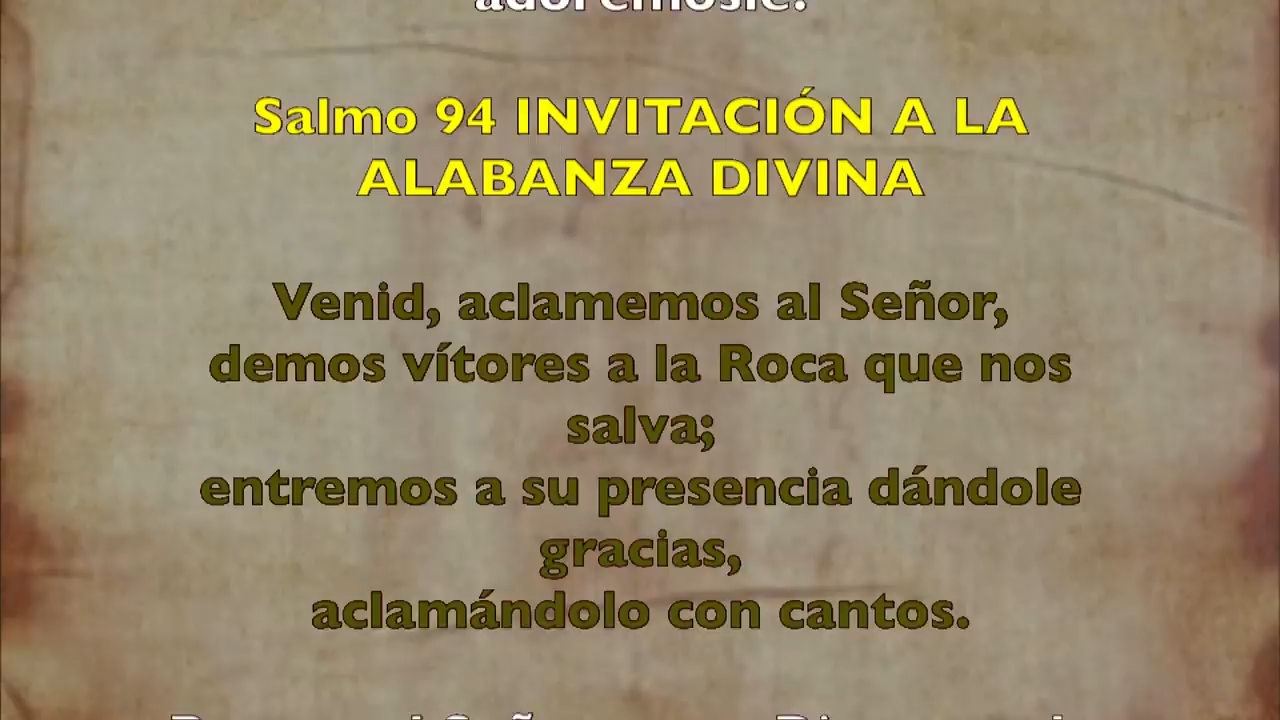 adorémosle.
Salmo 94 INVITACIÓN A LA
ALABANZA DIVINA
Venid, aclamemos al Señor,
demos vítores a la Roca que nos
salva;
entremos a su presencia dándole
gracias,
aclamándolo con cantos.